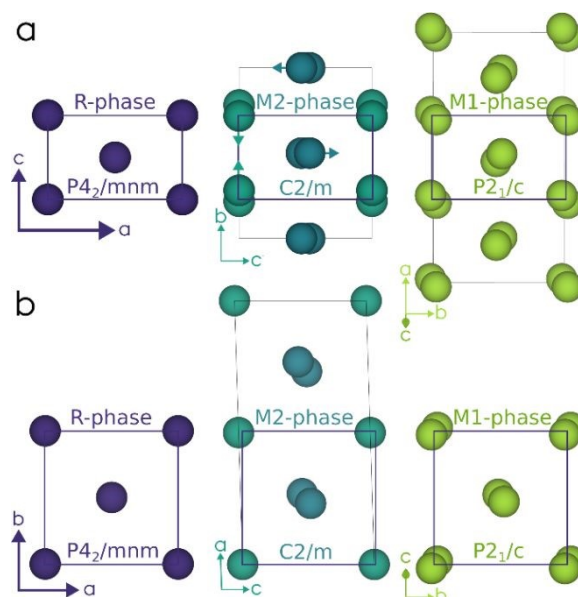 a
R-phase
M2-phase
M1-phase
c
P4₂/mnm
C2/m
P2₁/c
a
b
c
a
b
c
b
R-phase
M2-phase
M1-phase
b
P4₂/mnm
C2/m
P2₁/c
a
a
c
c
b